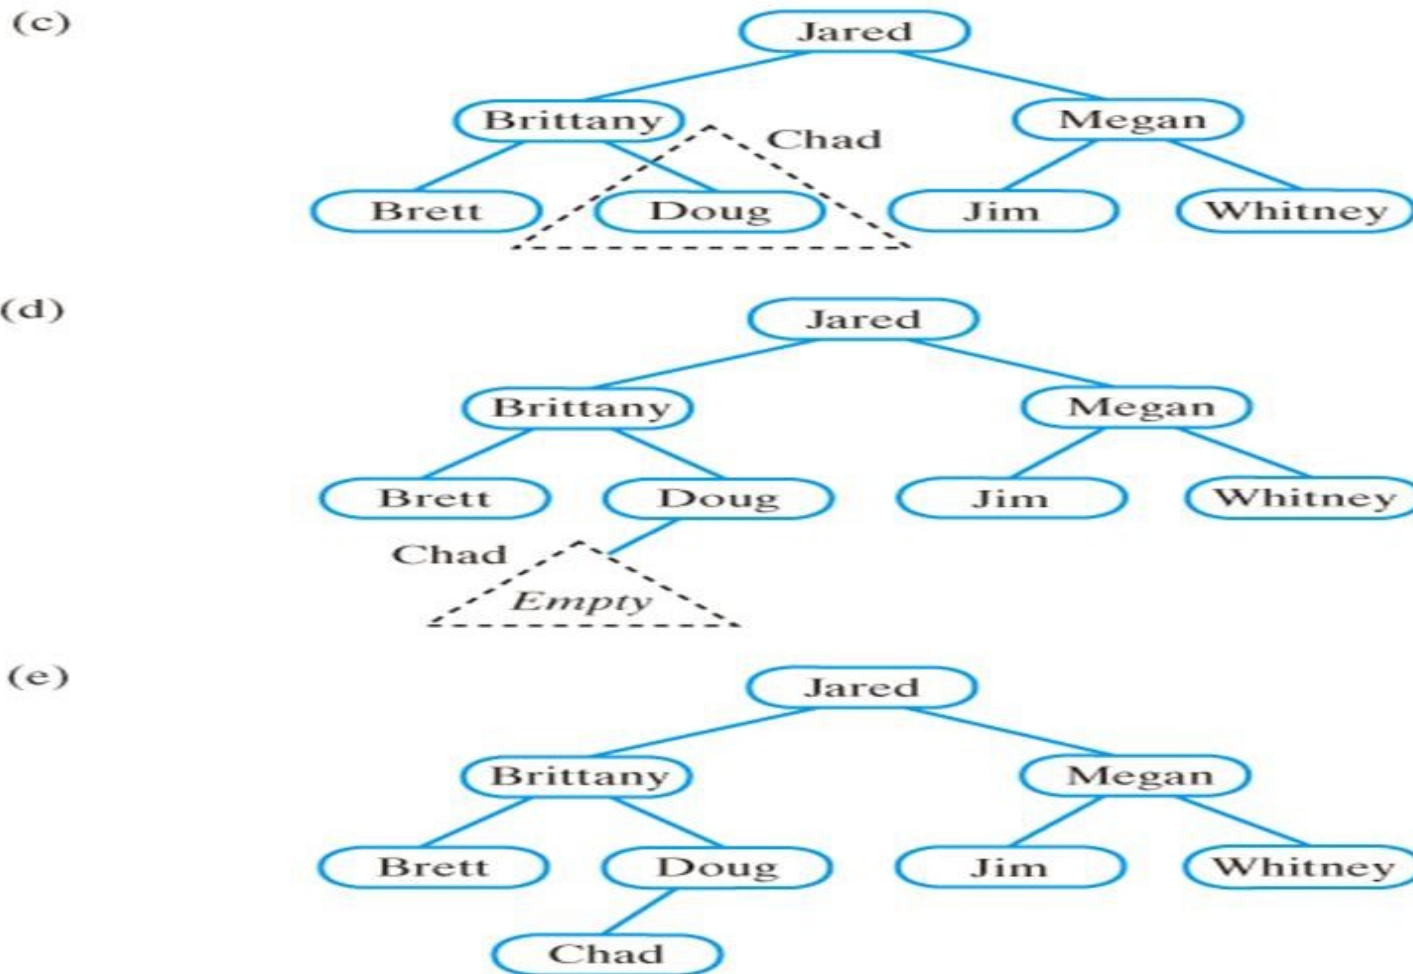 (c)
Jared
Brittany Chad Megan
Brett Doug Jim Whitney
(d)
Jared
Brittany Megan
Brett Doug Jim Whitney
Chad
Empty
(e)
Jared
Brittany Megan
Brett Doug Jim Whitney
Chad